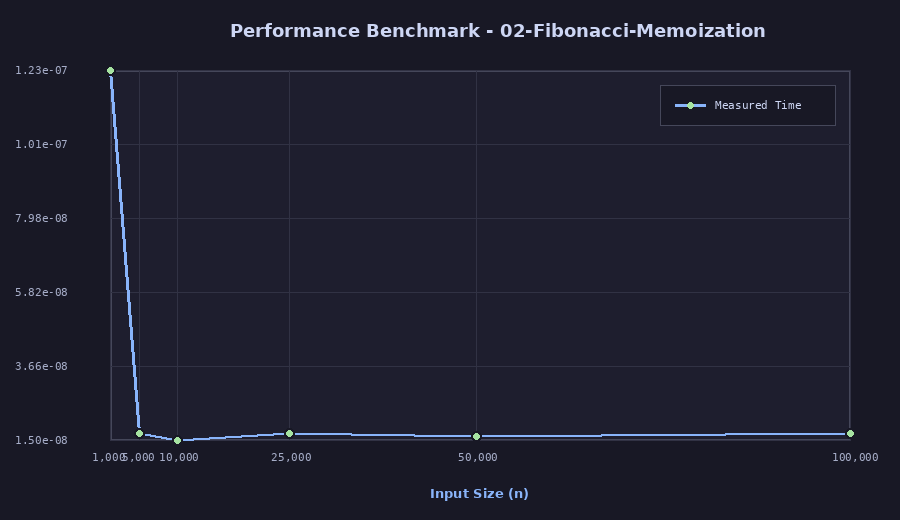 Performance Benchmark - 02-Fibonacci-Memoization
1.23e-07
Measured Time
1.01e-07
7.98e-08
5.82e-08
3.66e-08
1.50e-08
1,000 5,000 10,000 25,000 50,000 100,000
Input Size (n)